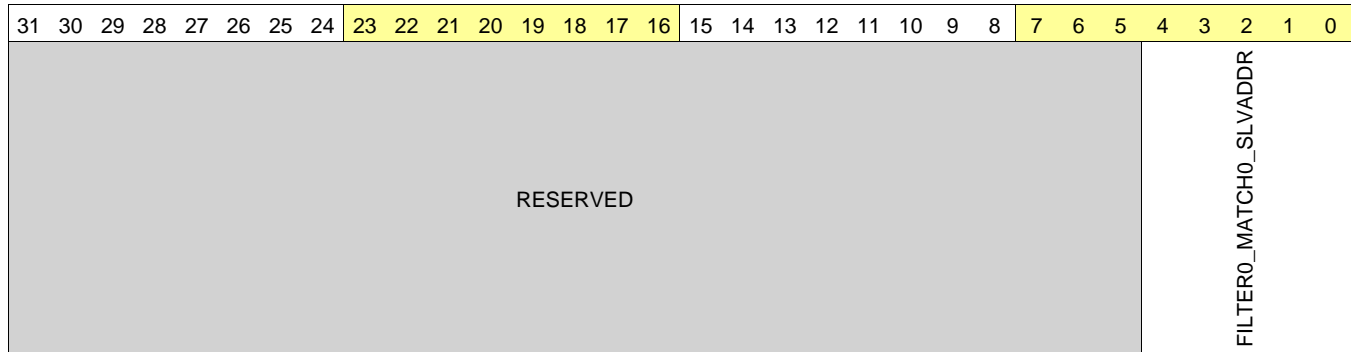 31 30 29 28 27 26 25 24 23 22 21 20 19 18 17 16 15 14 13 12 11 10 9 8 7 6 5 4 3 2 1 0
RESERVED
FILTER0_MATCH0_SLVADDR